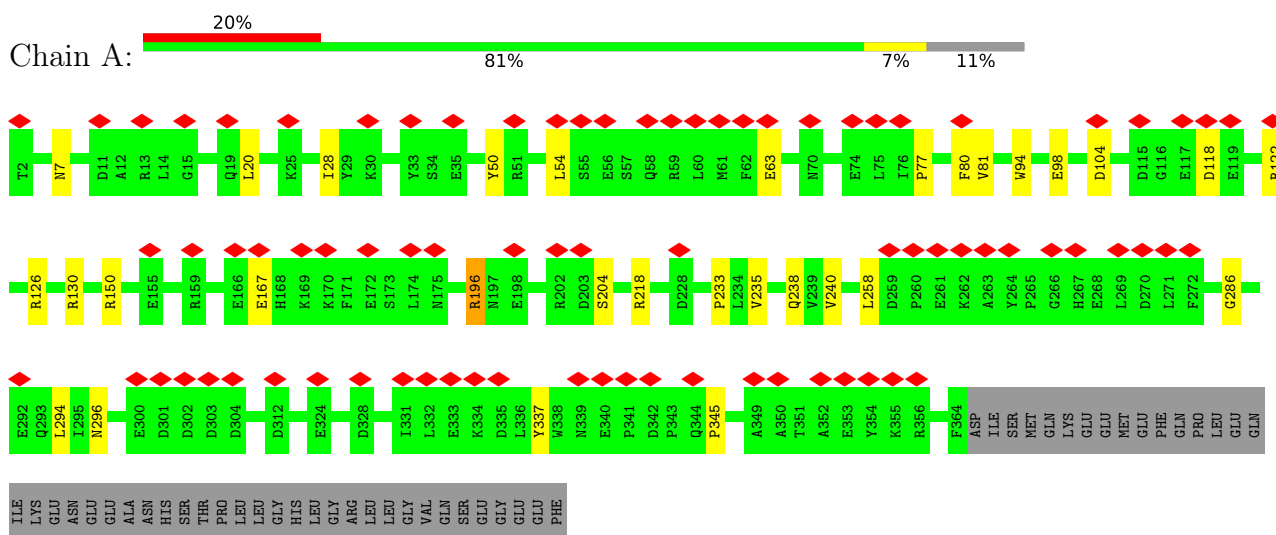 20%
Chain A:
81% 7% 11%
T2 N7 D11 A12 R13 L14 G15 Q19 L20 K25 I28 Y29 K30 Y33 S34 E35 Y50 R51 L54 S55 E56 S57 Q58 R59 L60 M61 F62 E63 N70 E74 L75 I76 P77 F80 V81 W94 E98 D104 D115 G116 E117 D118 E119
R126 R130 R150 E155 R159 E166 E167 H168 K169 K170 F171 E172 S173 L174 N175 R196 N197 E198 R202 D203 S204 R218 D228 P233 L234 V235 Q238 V239 V240 L258 D259 P260 E261 K262 A263 Y264 P265 G266 H267 E268 L269 D270 L271 F272 G286
E292 Q293 L294 I295 N296 E300 D301 D302 D303 D304 D312 E324 D328 I331 L332 E333 K334 D335 L336 Y337 W338 N339 E340 P341 D342 P343 Q344 P345 A349 A350 T351 A352 E353 Y354 K355 R356 F364 ASP ILE SER MET GLN LYS GLU GLU MET GLU PHE GLN PRO LEU GLU GLN
ILE LYS GLU ASN GLU GLU ALA ASN HIS SER THR PRO LEU LEU GLY HIS LEU GLY ARG LEU LEU GLY VAL GLN SER GLU GLY GLU GLU PHE